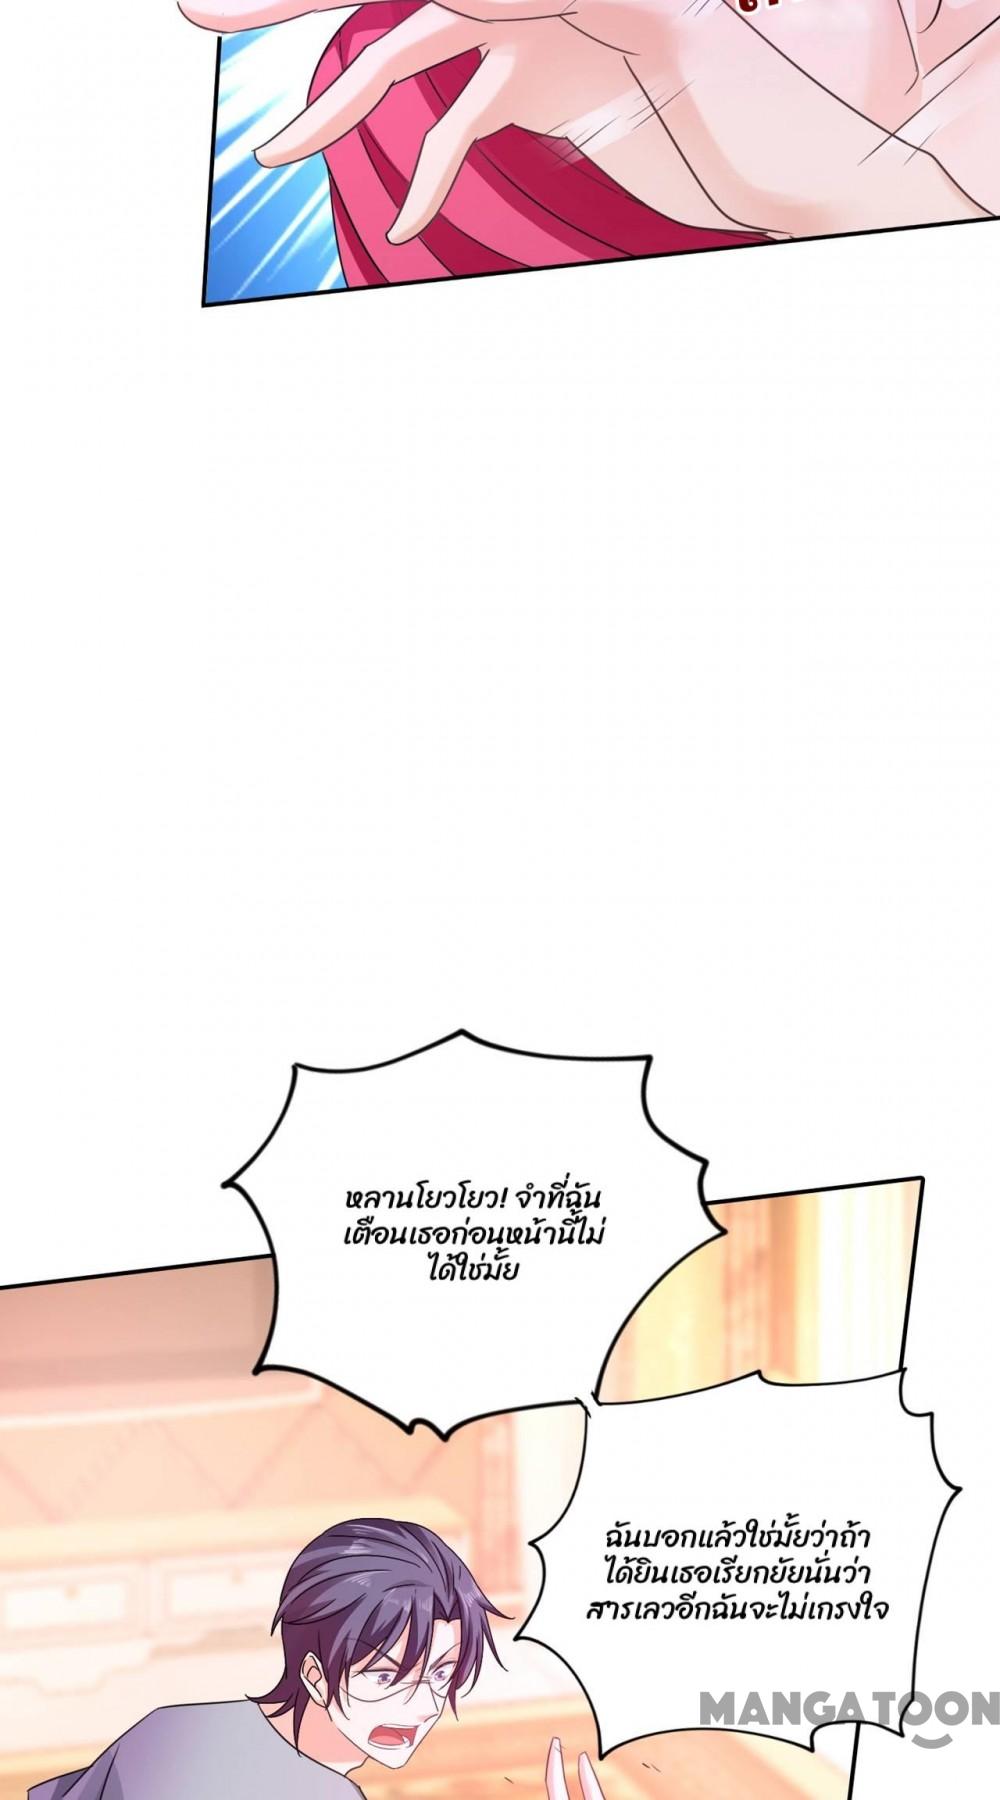 หลานโยวโยว! จำที่ฉัน
เตือนเธอก่อนหน้านี้ไม่
ได้ใช่มั้ย
ฉันบอกแล้วใช่มั้ยว่าถ้า
ได้ยินเธอเรียกยัยนั่นว่า
สารเลวอีกฉันจะไม่เกรงใจ
MANGATOON